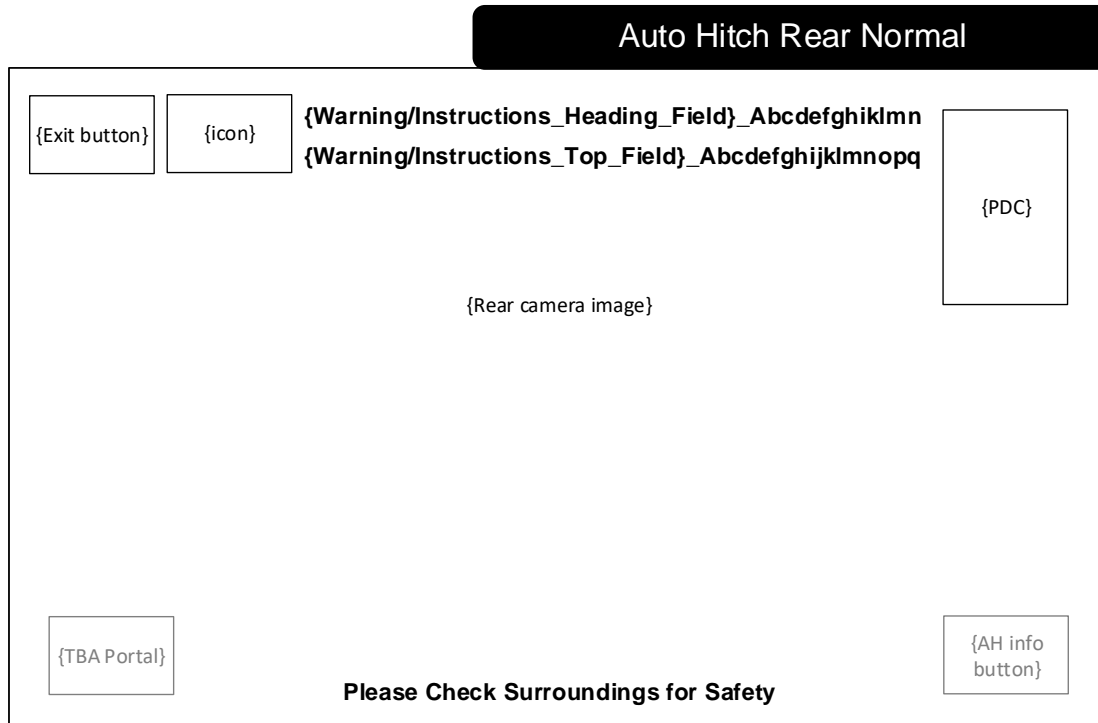 Auto Hitch Rear Normal
{Exit button}
{icon}
{Warning/Instructions_Heading_Field}_Abcdefghiklmn
{Warning/Instructions_Top_Field}_Abcdefghijklmnopq
{PDC}
{Rear camera image}
{TBA Portal}
{AH info
button}
Please Check Surroundings for Safety